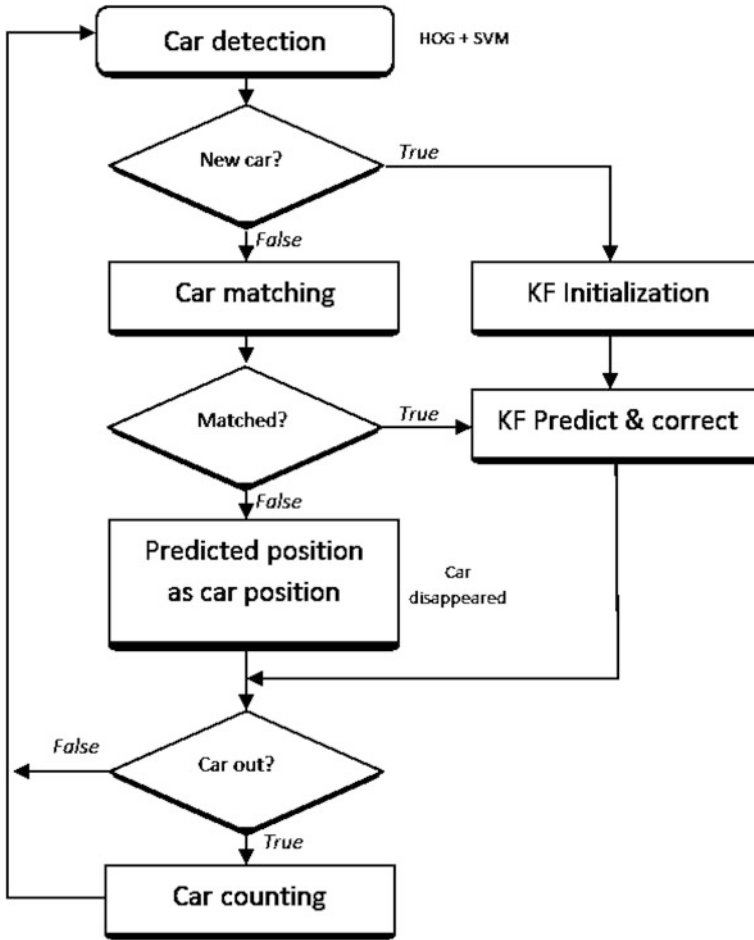 Car detection
HOG + SVM
New car?
True
False
Car matching
KF Initialization
Matched?
True
KF Predict & correct
False
Predicted position
as car position
Car
disappeared
False
Car out?
True
Car counting